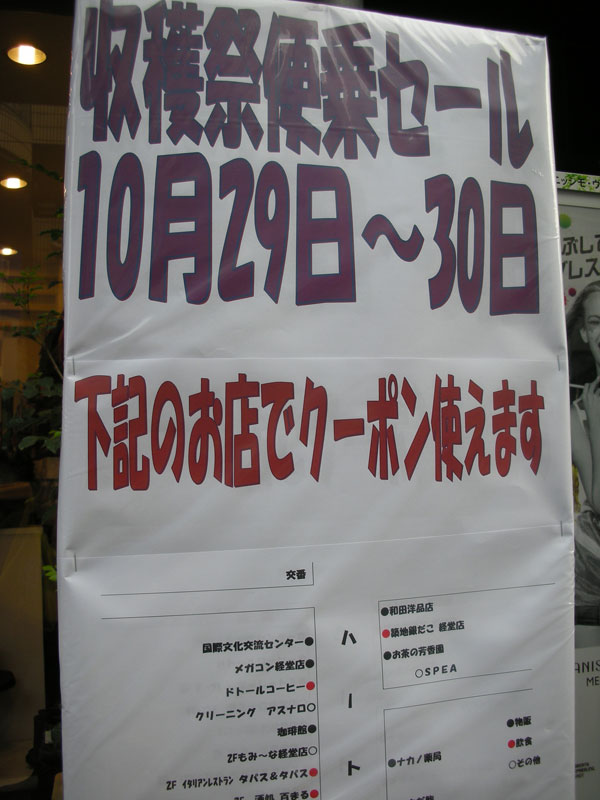 収穫祭便乗セール
10月29日～30日
下記のお店でクーポン使えます
交番
国際文化交流センター●
メガコン経堂店●
ドトールコーヒー●
クリーニング アスナロ○
珈琲館●
2Fもみ～な経堂店○
2F イタリアンレストラン タパス&タパス●
2F 酒処 百まる●
ハ
ー
ト
●和田洋品店
●築地銀だこ 経堂店
●お茶の芳香園
○SPEA
●ナカノ薬局
●物販
●飲食
○その他